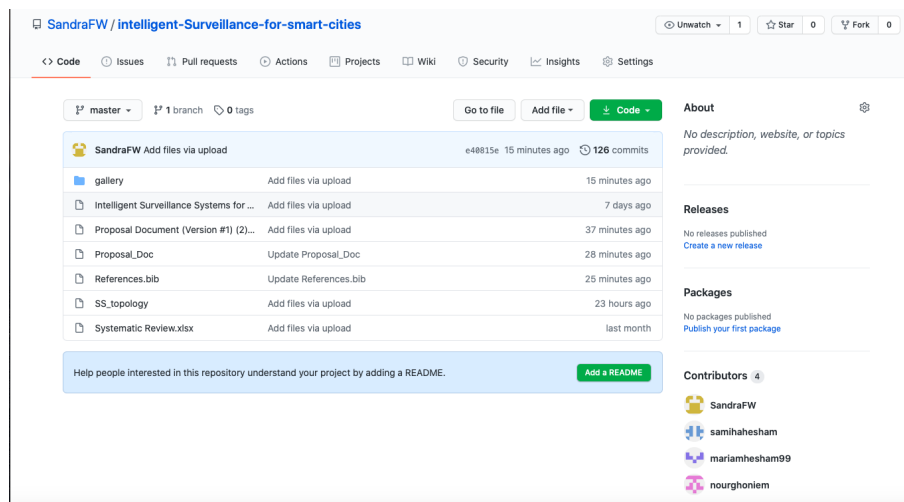 SandraFW / intelligent-Surveillance-for-smart-cities
Unwatch 1 Star 0 Fork 0
Code Issues Pull requests Actions Projects Wiki Security Insights Settings
master 1 branch 0 tags Go to file Add file Code
SandraFW Add files via upload e40815e 15 minutes ago 126 commits
gallery Add files via upload 15 minutes ago
Intelligent Surveillance Systems for ... Add files via upload 7 days ago
Proposal Document (Version #1) (2)... Add files via upload 37 minutes ago
Proposal_Doc Update Proposal_Doc 28 minutes ago
References.bib Update References.bib 25 minutes ago
SS_topology Add files via upload 23 hours ago
Systematic Review.xlsx Add files via upload last month
Help people interested in this repository understand your project by adding a README. Add a README
About
No description, website, or topics
provided.
Releases
No releases published
Create a new release
Packages
No packages published
Publish your first package
Contributors 4
SandraFW
samihahesham
mariamhesham99
nourghoniem